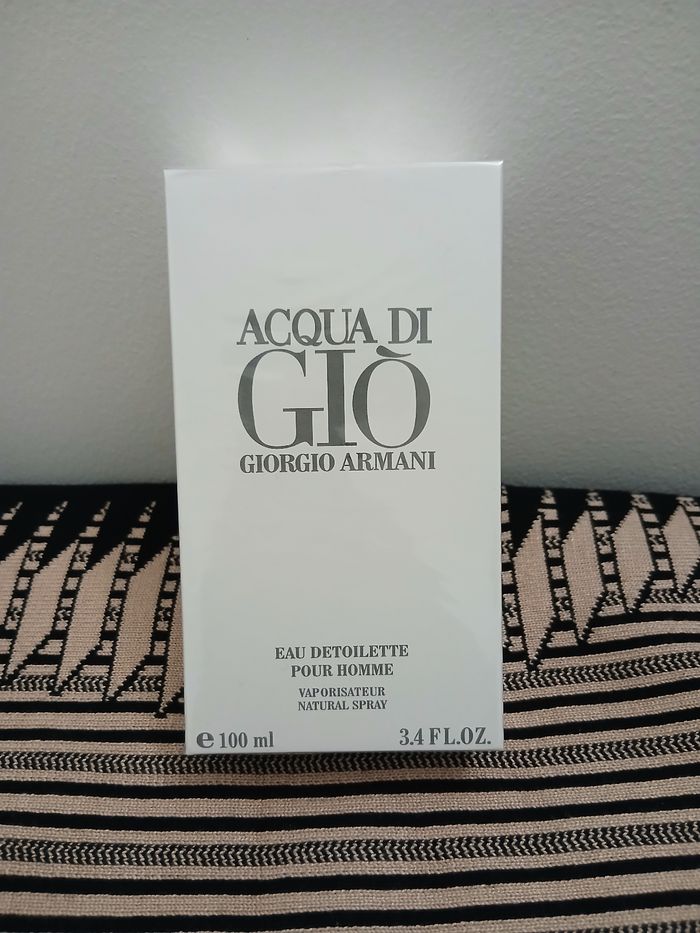 ACQUA DI
GIÒ
GIORGIO ARMANI
EAU DETOILETTE
POUR HOMME
VAPORISATEUR
NATURAL SPRAY
e 100 ml 3.4 FL.OZ.